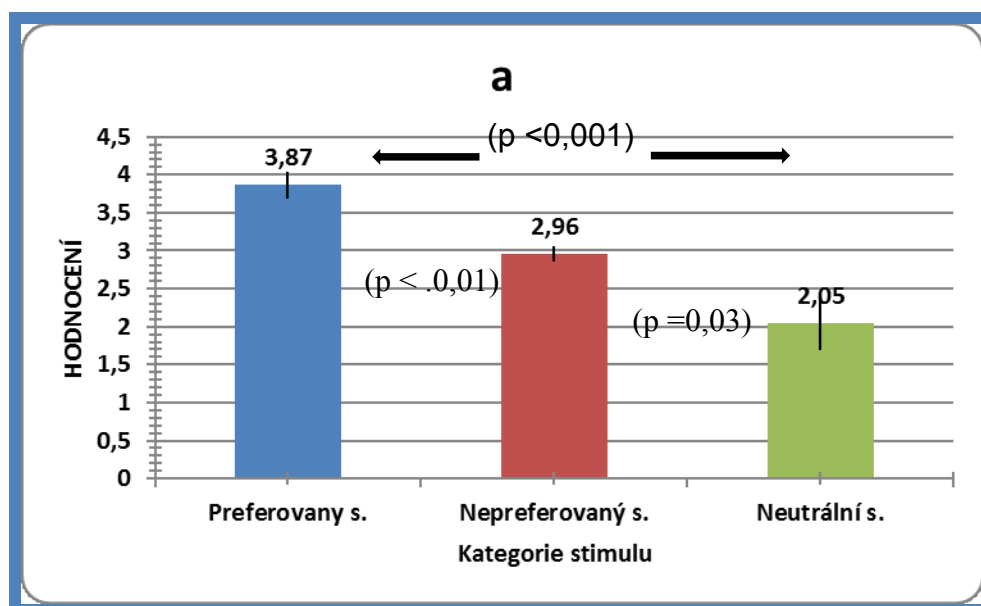 a
(p <0,001)
4,5
4
3,5
3
2,5
2
1,5
1
0,5
0
HODNOCENÍ
3,87
2,96
2,05
(p < .0,01)
(p =0,03)
Preferovany s.
Nepreferovaný s.
Neutrální s.
Kategorie stimulu